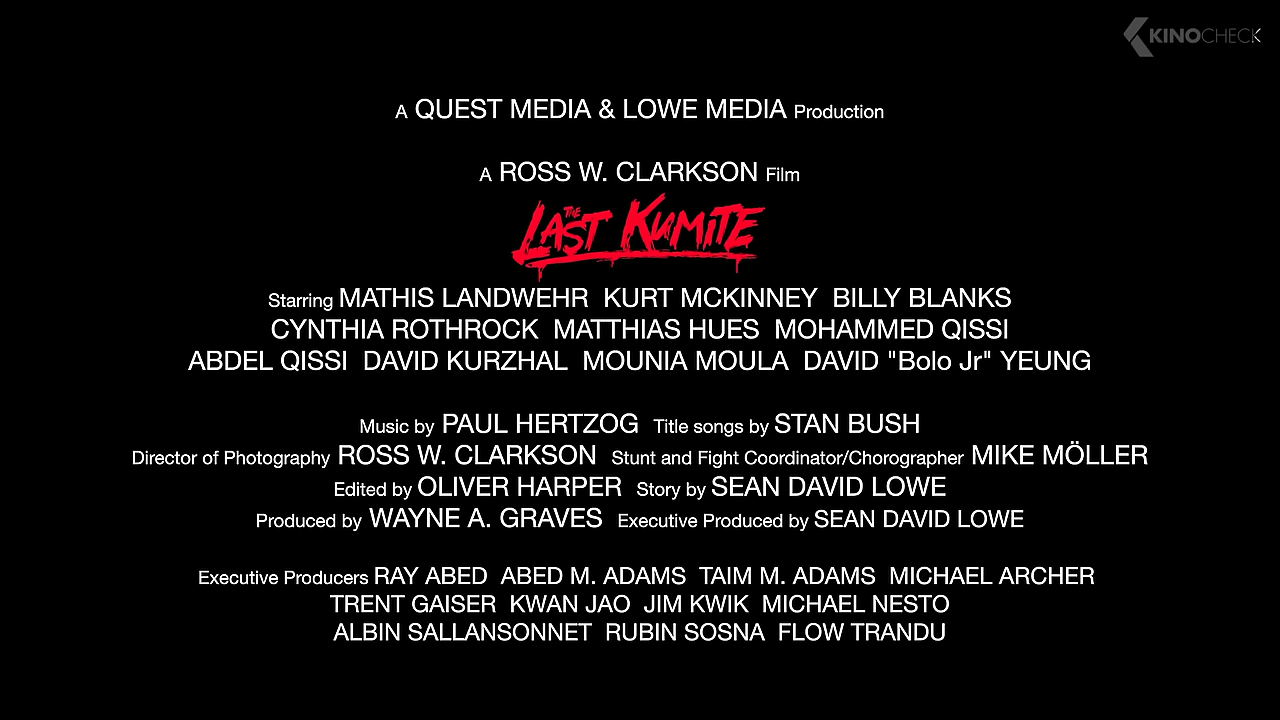 KINOCHECK
A QUEST MEDIA & LOWE MEDIA Production
A ROSS W. CLARKSON Film
THE LAST KUMITE
Starring MATHIS LANDWEHR KURT MCKINNEY BILLY BLANKS
CYNTHIA ROTHROCK MATTHIAS HUES MOHAMMED QISSI
ABDEL QISSI DAVID KURZHAL MOUNIA MOULA DAVID "Bolo Jr" YEUNG
Music by PAUL HERTZOG Title songs by STAN BUSH
Director of Photography ROSS W. CLARKSON Stunt and Fight Coordinator/Chorographer MIKE MÖLLER
Edited by OLIVER HARPER Story by SEAN DAVID LOWE
Produced by WAYNE A. GRAVES Executive Produced by SEAN DAVID LOWE
Executive Producers RAY ABED ABED M. ADAMS TAIM M. ADAMS MICHAEL ARCHER
TRENT GAISER KWAN JAO JIM KWIK MICHAEL NESTO
ALBIN SALLANSONNET RUBIN SOSNA FLOW TRANDU